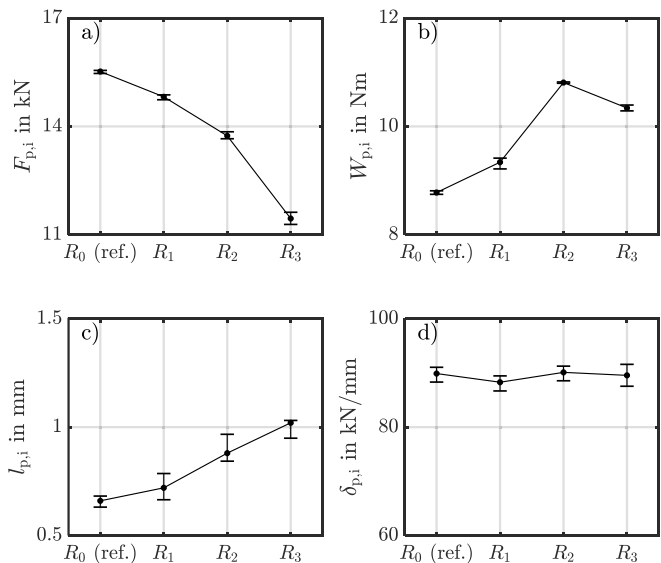 a)
17
14
11
F_p,i in kN
R_0 (ref.) R_1 R_2 R_3
b)
12
10
8
W_p,i in Nm
R_0 (ref.) R_1 R_2 R_3
c)
1.5
1
0.5
l_p,i in mm
R_0 (ref.) R_1 R_2 R_3
d)
100
80
60
δ_p,i in kN/mm
R_0 (ref.) R_1 R_2 R_3